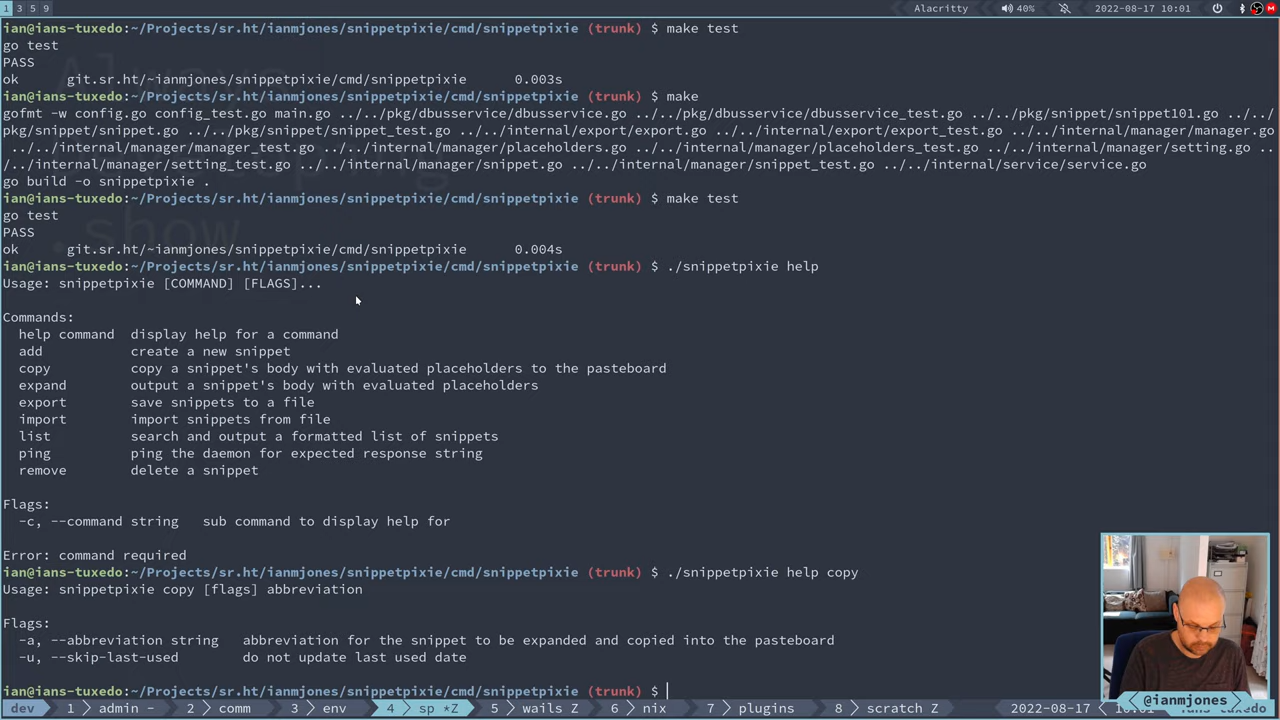 1 3 5 9 Alacritty 40% 2022-08-17 10:01 M
ian@ians-tuxedo:~/Projects/sr.ht/ianmjones/snippetpixie/cmd/snippetpixie (trunk) $ make test
go test
PASS
ok      git.sr.ht/~ianmjones/snippetpixie/cmd/snippetpixie      0.003s
ian@ians-tuxedo:~/Projects/sr.ht/ianmjones/snippetpixie/cmd/snippetpixie (trunk) $ make
gofmt -w config.go config_test.go main.go ../../pkg/dbusservice/dbusservice.go ../../pkg/dbusservice/dbusservice_test.go ../../pkg/snippet/snippet101.go ../../
pkg/snippet/snippet.go ../../pkg/snippet/snippet_test.go ../../internal/export/export.go ../../internal/export/export_test.go ../../internal/manager/manager.go
 ../../internal/manager/manager_test.go ../../internal/manager/placeholders.go ../../internal/manager/placeholders_test.go ../../internal/manager/setting.go ..
/../internal/manager/setting_test.go ../../internal/manager/snippet.go ../../internal/manager/snippet_test.go ../../internal/service/service.go
go build -o snippetpixie .
ian@ians-tuxedo:~/Projects/sr.ht/ianmjones/snippetpixie/cmd/snippetpixie (trunk) $ make test
go test
PASS
ok      git.sr.ht/~ianmjones/snippetpixie/cmd/snippetpixie      0.004s
ian@ians-tuxedo:~/Projects/sr.ht/ianmjones/snippetpixie/cmd/snippetpixie (trunk) $ ./snippetpixie help
Usage: snippetpixie [COMMAND] [FLAGS]...
Commands:
  help command  display help for a command
  add           create a new snippet
  copy          copy a snippet's body with evaluated placeholders to the pasteboard
  expand        output a snippet's body with evaluated placeholders
  export        save snippets to a file
  import        import snippets from file
  list          search and output a formatted list of snippets
  ping          ping the daemon for expected response string
  remove        delete a snippet
Flags:
  -c, --command string   sub command to display help for
Error: command required
ian@ians-tuxedo:~/Projects/sr.ht/ianmjones/snippetpixie/cmd/snippetpixie (trunk) $ ./snippetpixie help copy
Usage: snippetpixie copy [flags] abbreviation
Flags:
  -a, --abbreviation string   abbreviation for the snippet to be expanded and copied into the pasteboard
  -u, --skip-last-used        do not update last used date
ian@ians-tuxedo:~/Projects/sr.ht/ianmjones/snippetpixie/cmd/snippetpixie (trunk) $
@ianmjones
dev 1 admin - 2 comm 3 env 4 sp *Z 5 wails Z 6 nix 7 plugins 8 scratch Z 2022-08-17